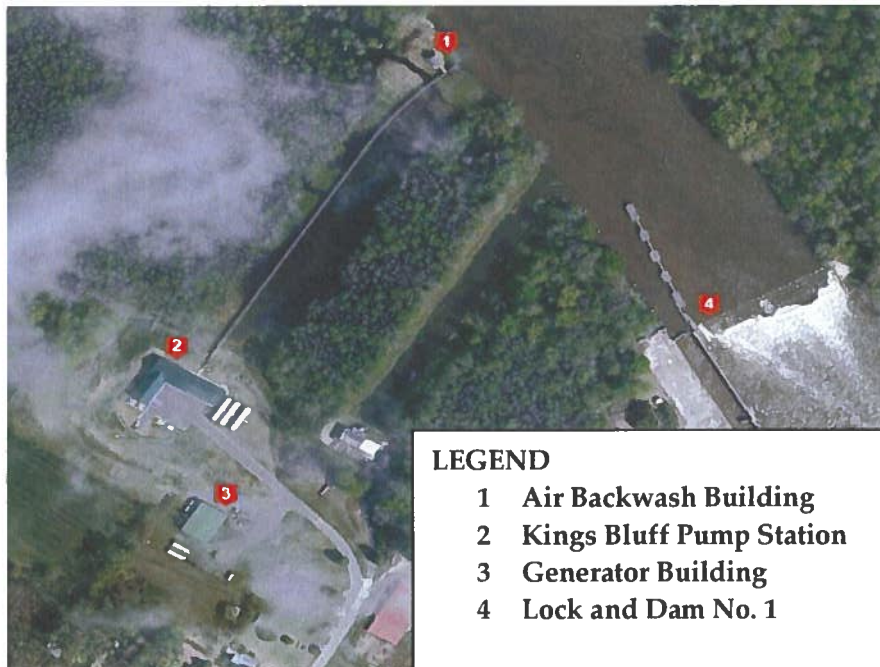 1
2
3
4
LEGEND
1 Air Backwash Building
2 Kings Bluff Pump Station
3 Generator Building
4 Lock and Dam No. 1